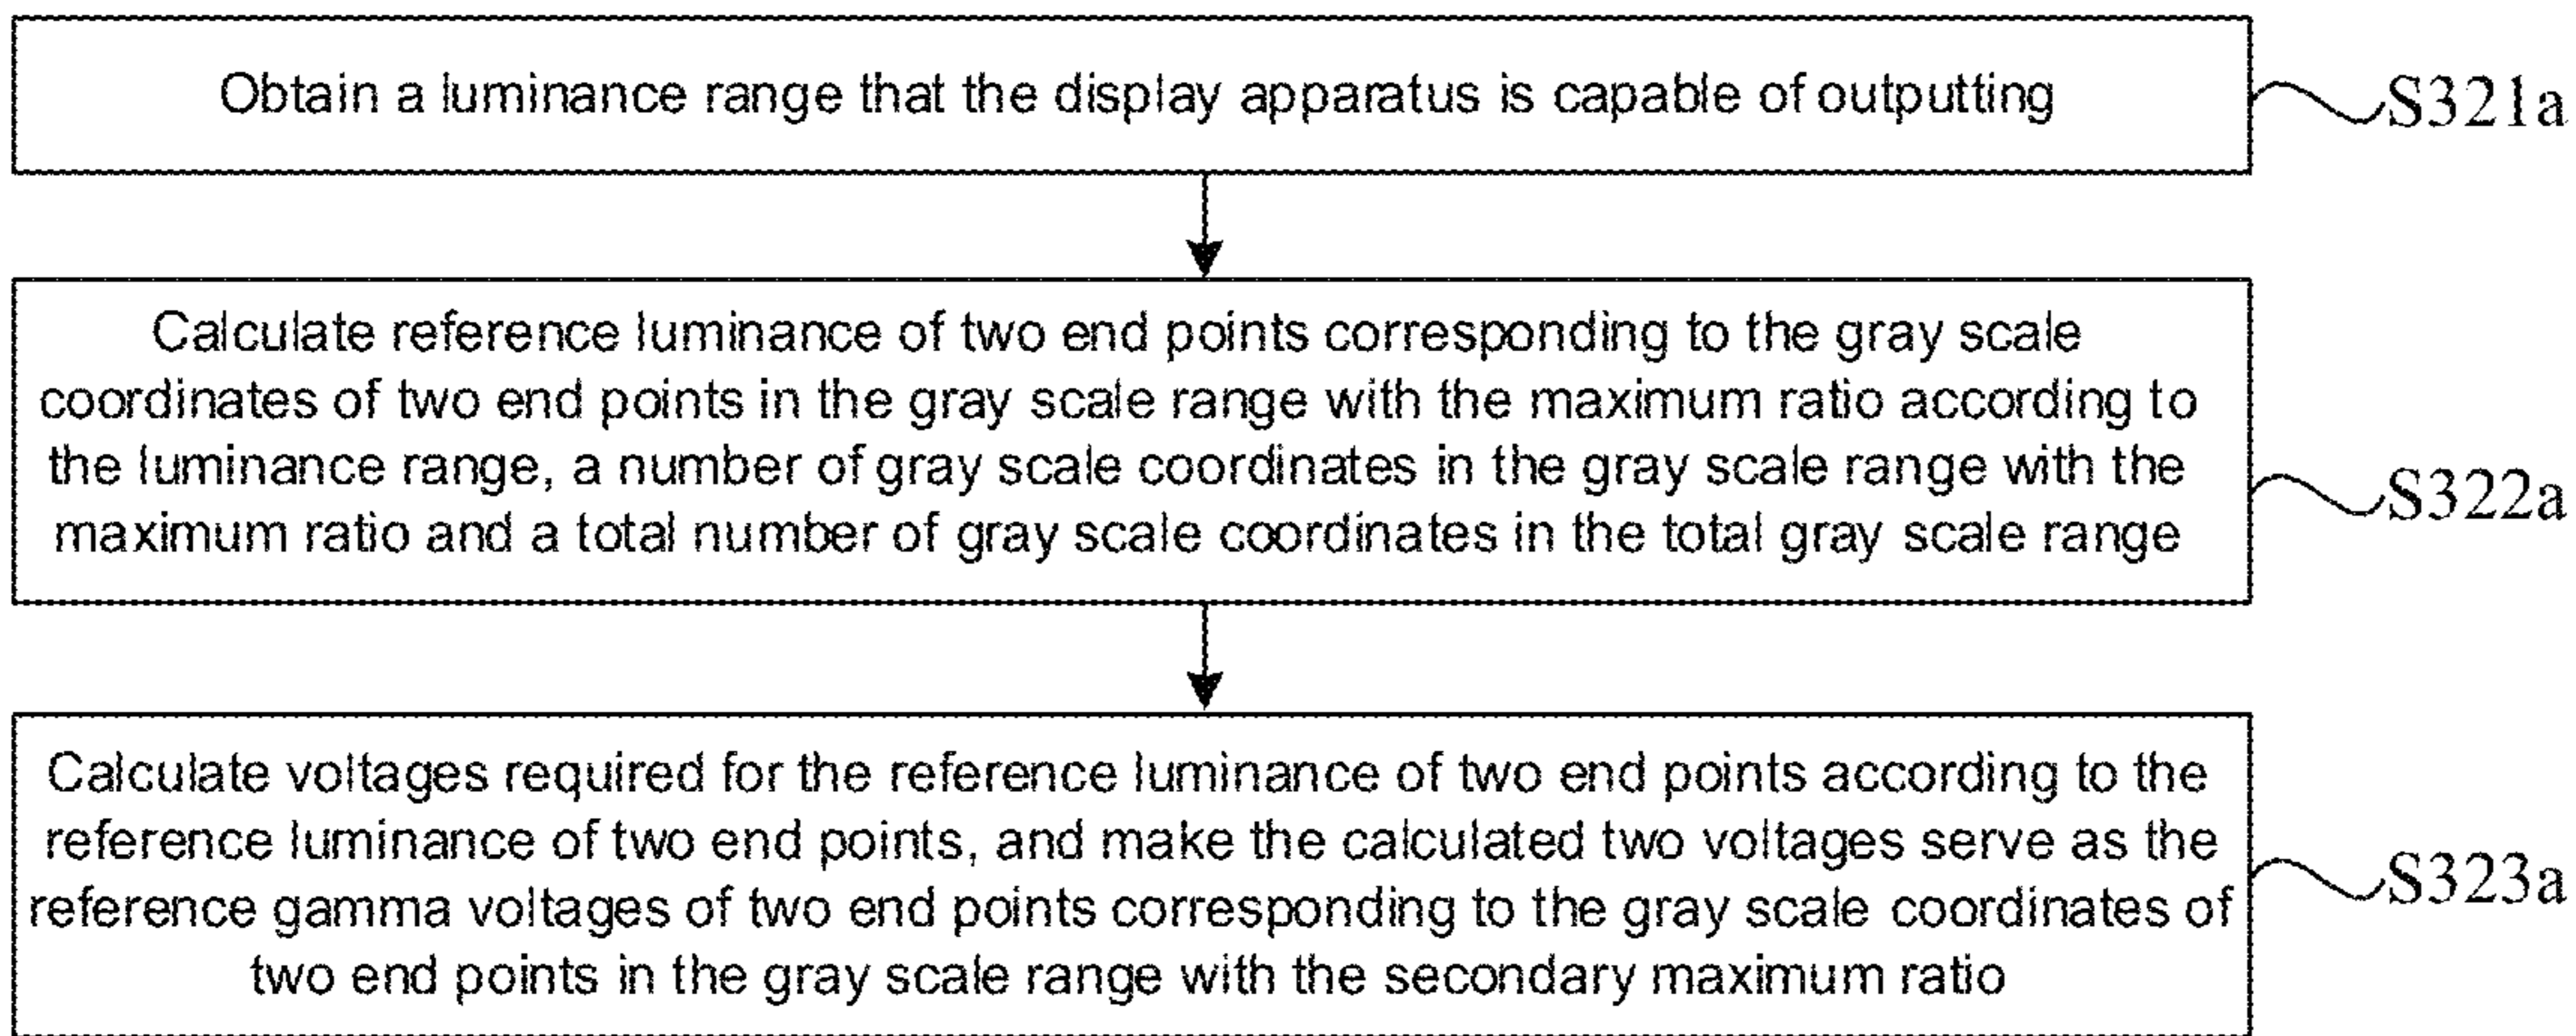 Obtain a luminance range that the display apparatus is capable of outputting
S321a
Calculate reference luminance of two end points corresponding to the gray scale
coordinates of two end points in the gray scale range with the maximum ratio according to
the luminance range, a number of gray scale coordinates in the gray scale range with the
maximum ratio and a total number of gray scale coordinates in the total gray scale range
S322a
Calculate voltages required for the reference luminance of two end points according to the
reference luminance of two end points, and make the calculated two voltages serve as the
reference gamma voltages of two end points corresponding to the gray scale coordinates of
two end points in the gray scale range with the secondary maximum ratio
S323a